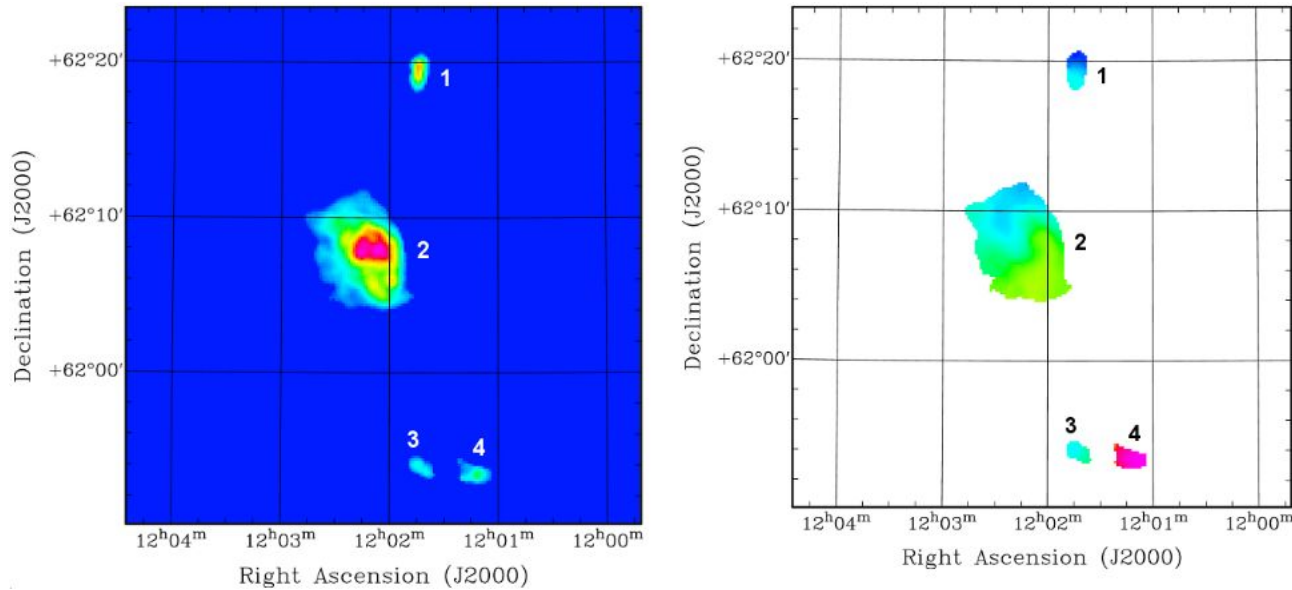 +62°20′
1
+62°10′
2
+62°00′
3
4
12ʰ04ᵐ 12ʰ03ᵐ 12ʰ02ᵐ 12ʰ01ᵐ 12ʰ00ᵐ
Right Ascension (J2000)
Declination (J2000)
+62°20′
1
+62°10′
2
+62°00′
3
4
12ʰ04ᵐ 12ʰ03ᵐ 12ʰ02ᵐ 12ʰ01ᵐ 12ʰ00ᵐ
Right Ascension (J2000)
Declination (J2000)